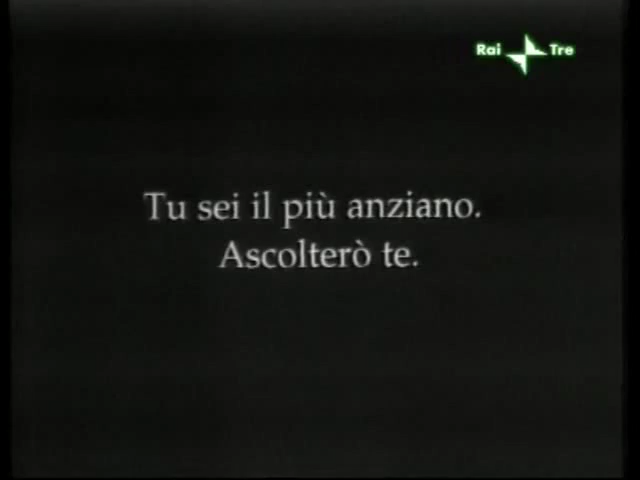 Rai Tre
Tu sei il più anziano.
Ascolterò te.